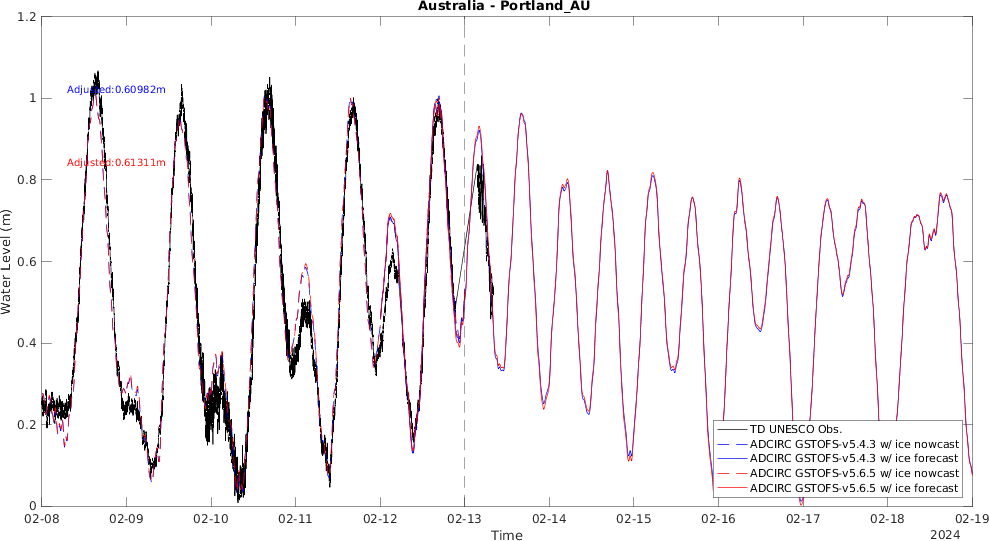 Australia - Portland_AU
1.2
1
0.8
0.6
0.4
0.2
0
Water Level (m)
Adjusted:0.60982m
Adjusted:0.61311m
TD UNESCO Obs.
ADCIRC GSTOFS-v5.4.3 w/ ice nowcast
ADCIRC GSTOFS-v5.4.3 w/ ice forecast
ADCIRC GSTOFS-v5.6.5 w/ ice nowcast
ADCIRC GSTOFS-v5.6.5 w/ ice forecast
02-08 02-09 02-10 02-11 02-12 02-13 02-14 02-15 02-16 02-17 02-18 02-19
Time
2024